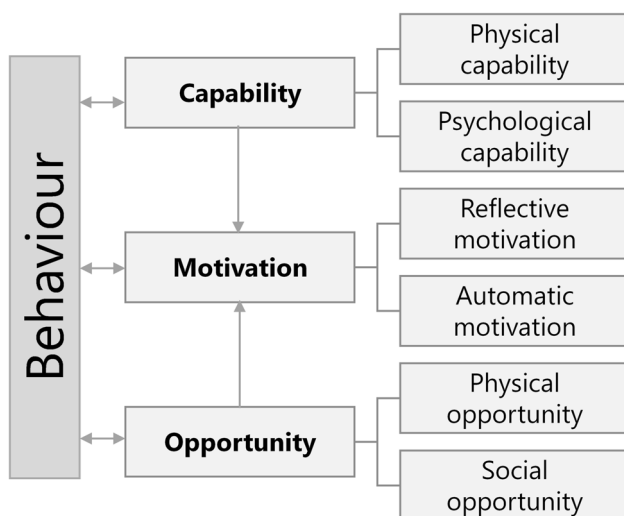 Behaviour
Capability
Physical
capability
Psychological
capability
Motivation
Reflective
motivation
Automatic
motivation
Opportunity
Physical
opportunity
Social
opportunity